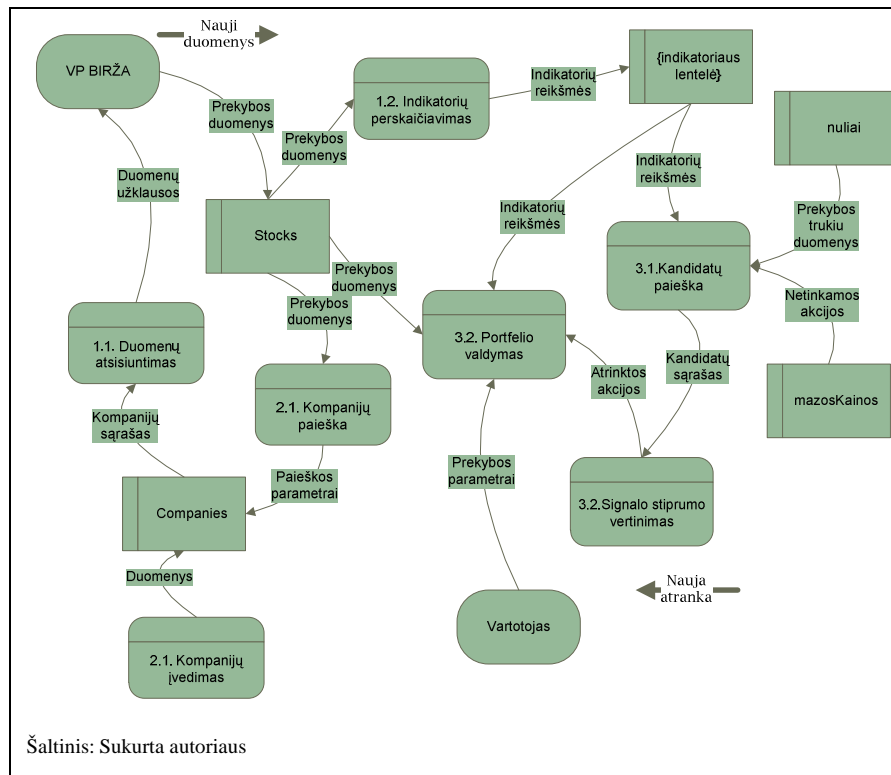 Nauji
duomenys
VP BIRŽA
{indikatoriaus
lentelė}
Indikatorių
reikšmės
1.2. Indikatorių
perskaičiavimas
Prekybos
duomenys
nuliai
Prekybos
duomenys
Indikatorių
reikšmės
Duomenų
užklausos
Indikatorių
reikšmės
Prekybos
trukiu
duomenys
Stocks
Prekybos
duomenys
3.1.Kandidatų
paieška
Prekybos
duomenys
Netinkamos
akcijos
1.1. Duomenų
atsisiuntimas
3.2. Portfelio
valdymas
Kandidatų
sąrašas
Atrinktos
akcijos
2.1. Kompanijų
paieška
mazosKainos
Kompanijų
sąrašas
Paieškos
parametrai
Prekybos
parametrai
3.2.Signalo stiprumo
vertinimas
Companies
Duomenys
Nauja
atranka
Vartotojas
2.1. Kompanijų
įvedimas
Šaltinis: Sukurta autoriaus